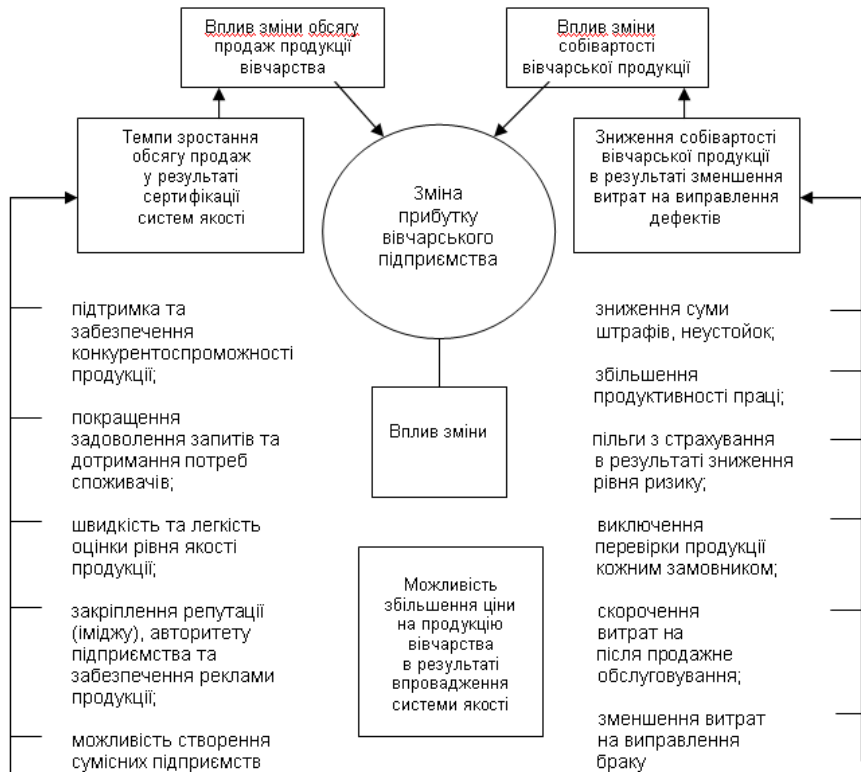 Вплив зміни обсягу
продаж продукції
вівчарства
Вплив зміни
собівартості
вівчарської продукції
Темпи зростання
обсягу продаж
у результаті
сертифікації
систем якості
Зміна
прибутку
вівчарського
підприємства
Зниження собівартості
вівчарської продукції
в результаті зменшення
витрат на виправлення
дефектів
підтримка та
забезпечення
конкурентоспроможності
продукції;
покращення
задоволення запитів та
дотримання потреб
споживачів;
швидкість та легкість
оцінки рівня якості
продукції;
закріплення репутації
(іміджу), авторитету
підприємства та
забезпечення реклами
продукції;
можливість створення
сумісних підприємств
Вплив зміни
Можливість
збільшення ціни
на продукцію
вівчарства
в результаті
впровадження
системи якості
зниження суми
штрафів, неустойок;
збільшення
продуктивності праці;
пільги з страхування
в результаті зниження
рівня ризику;
виключення
перевірки продукції
кожним замовником;
скорочення
витрат на
після продажне
обслуговування;
зменшення витрат
на виправлення
браку